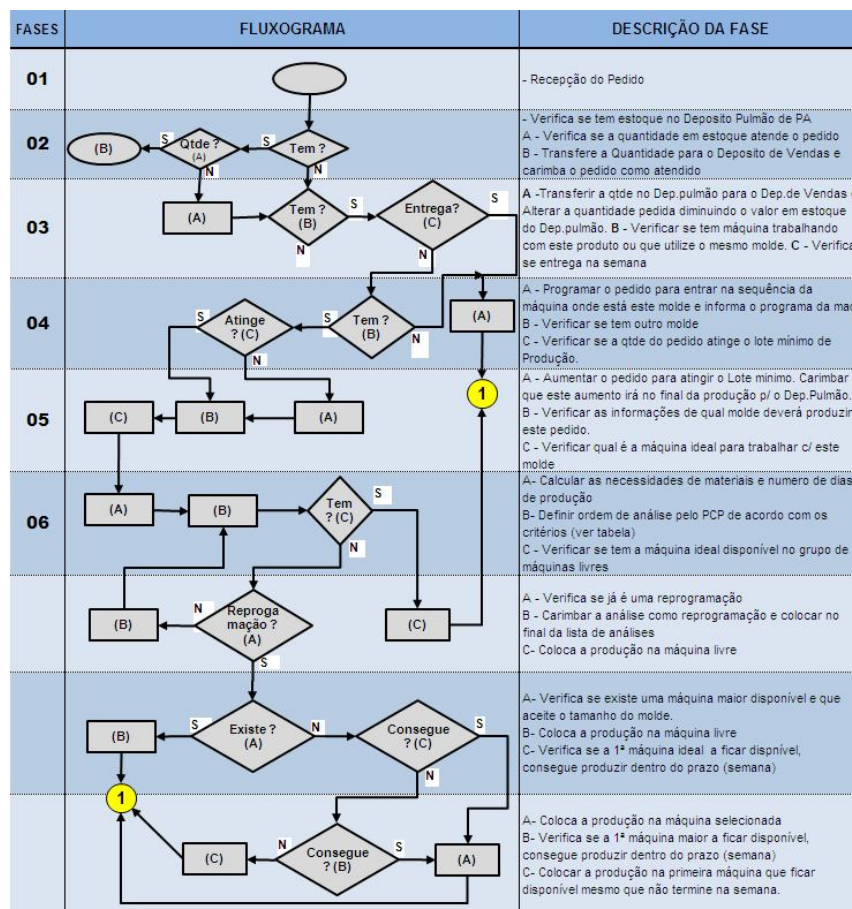 FASES
FLUXOGRAMA
DESCRIÇÃO DA FASE
01
- Recepção do Pedido
02
(B)
S
Qtde ?
(A)
S
Tem ?
N
N
- Verifica se tem estoque no Deposito Pulmão de PA
A - Verifica se a quantidade em estoque atende o pedido
B - Transfere a Quantidade para o Deposito de Vendas e
carimba o pedido como atendido
03
(A)
Tem ?
(B)
S
Entrega?
(C)
S
N
N
A -Transferir a qtde no Dep.pulmão para o Dep.de Vendas
Alterar a quantidade pedida diminuindo o valor em estoque
do Dep.pulmão. B - Verificar se tem máquina trabalhando
com este produto ou que utilize o mesmo molde. C - Verifica
se entrega na semana
04
S
Atinge
? (C)
S
Tem ?
(B)
(A)
N
N
A - Programar o pedido para entrar na sequência da
máquina onde está este molde e informa o programa da
B - Verificar se tem outro molde
C - Verificar se a qtde do pedido atinge o lote mínimo de
Produção.
05
(C)
(B)
(A)
1
A - Aumentar o pedido para atingir o Lote minimo. Carimbar
que este aumento irá no final da produção p/ o Dep.Pulmão.
B - Verificar as informações de qual molde deverá produzir
este pedido.
C - Verificar qual é a máquina ideal para trabalhar c/ este
molde
06
(A)
(B)
Tem
? (C)
S
N
A- Calcular as necessidades de materiais e numero de dias
de produção
B- Definir ordem de análise pelo PCP de acordo com os
critérios (ver tabela)
C - Verificar se tem a máquina ideal disponível no grupo de
máquinas livres
(B)
N
Reproga
mação ?
(A)
(C)
S
A - Verifica se já é uma reprogramação
B - Carimbar a análise como reprogramação e colocar no
final da lista de análises
C- Coloca a produção na máquina livre
(B)
S
Existe ?
(A)
N
Consegue
? (C)
S
N
A- Verifica se existe uma máquina maior disponível e que
aceite o tamanho do molde.
B- Coloca a produção na máquina livre
C- Verifica se a 1ª máquina ideal a ficar dispnível,
consegue produzir dentro do prazo (semana)
1
(C)
N
Consegue
? (B)
S
(A)
A- Coloca a produção na máquina selecionada
B- Verifica se a 1ª máquina maior a ficar disponível,
consegue produzir dentro do prazo (semana)
C- Colocar a produção na primeira máquina que ficar
disponível mesmo que não termine na semana.